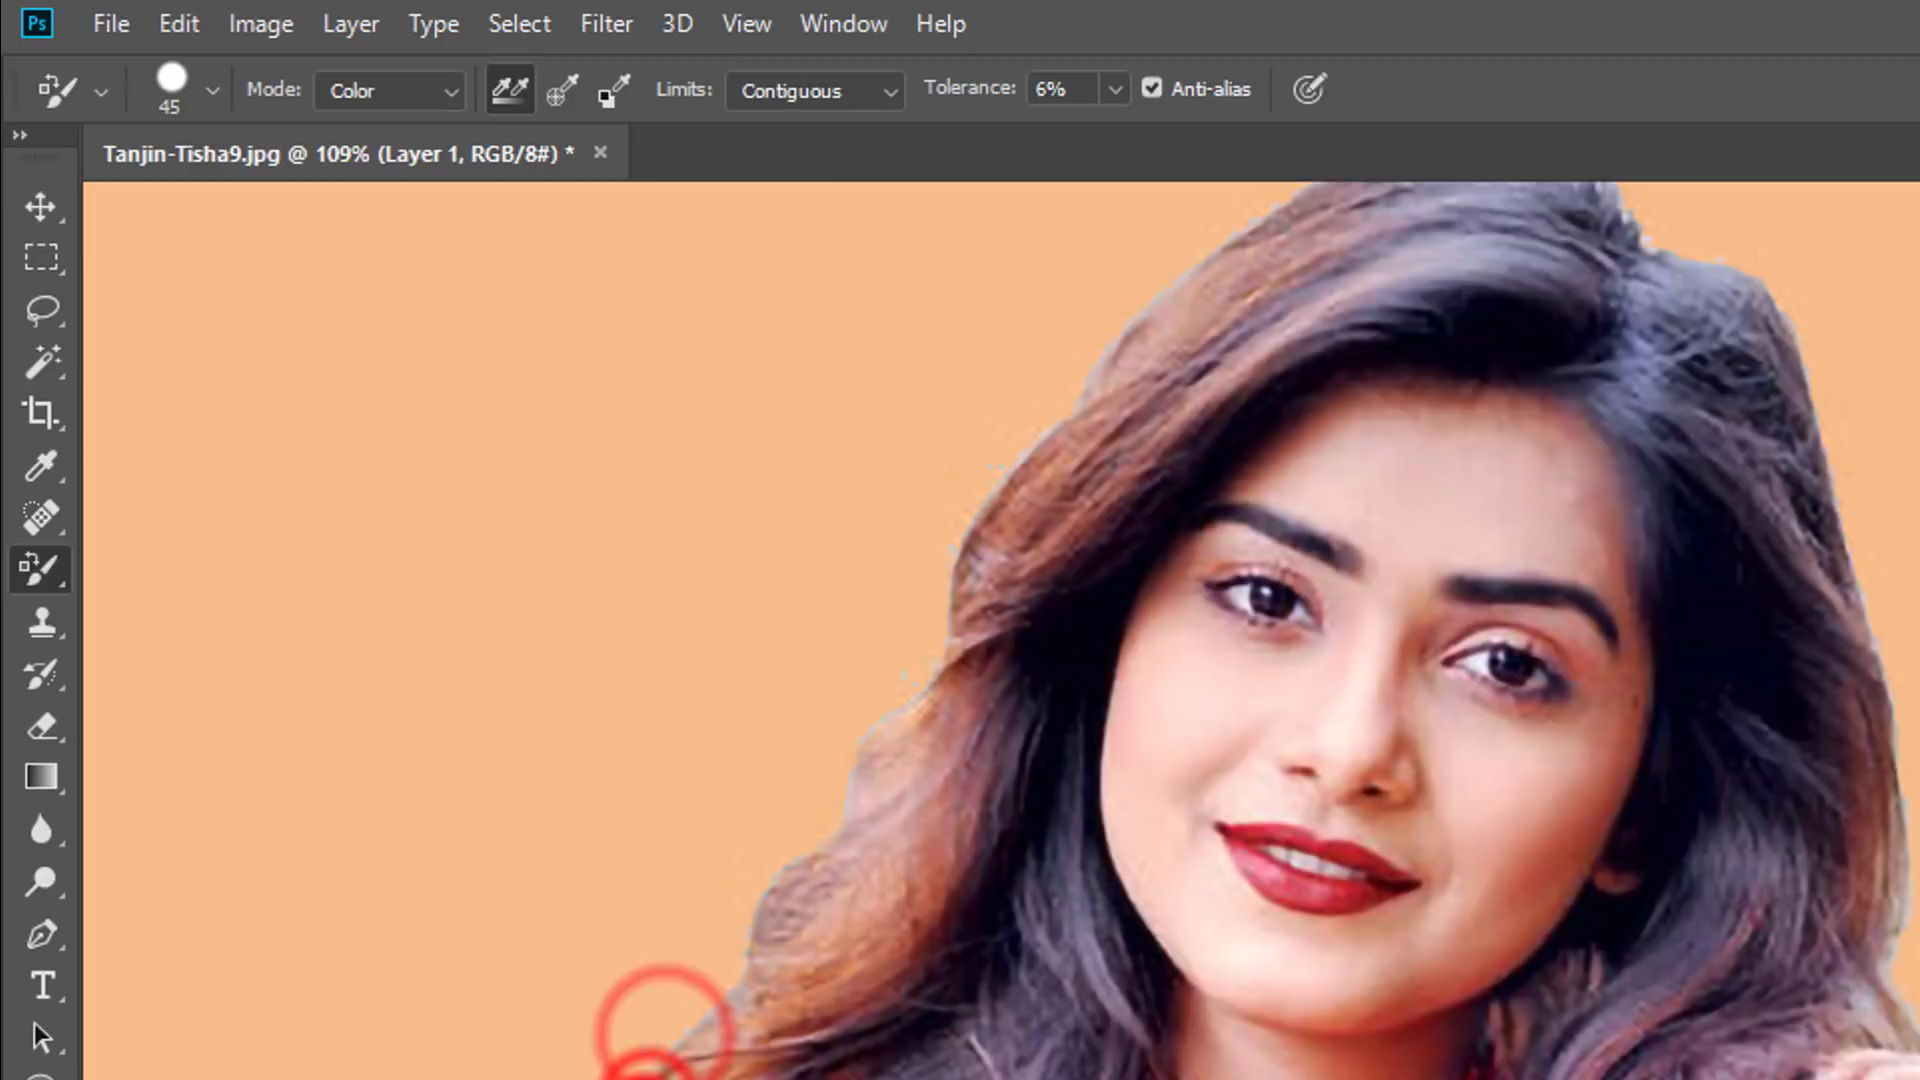 Ps File Edit Image Layer Type Select Filter 3D View Window Help
45 Mode: Color Limits: Contiguous Tolerance: 6% Anti-alias
Tanjin-Tisha9.jpg @ 109% (Layer 1, RGB/8#) * ×
T